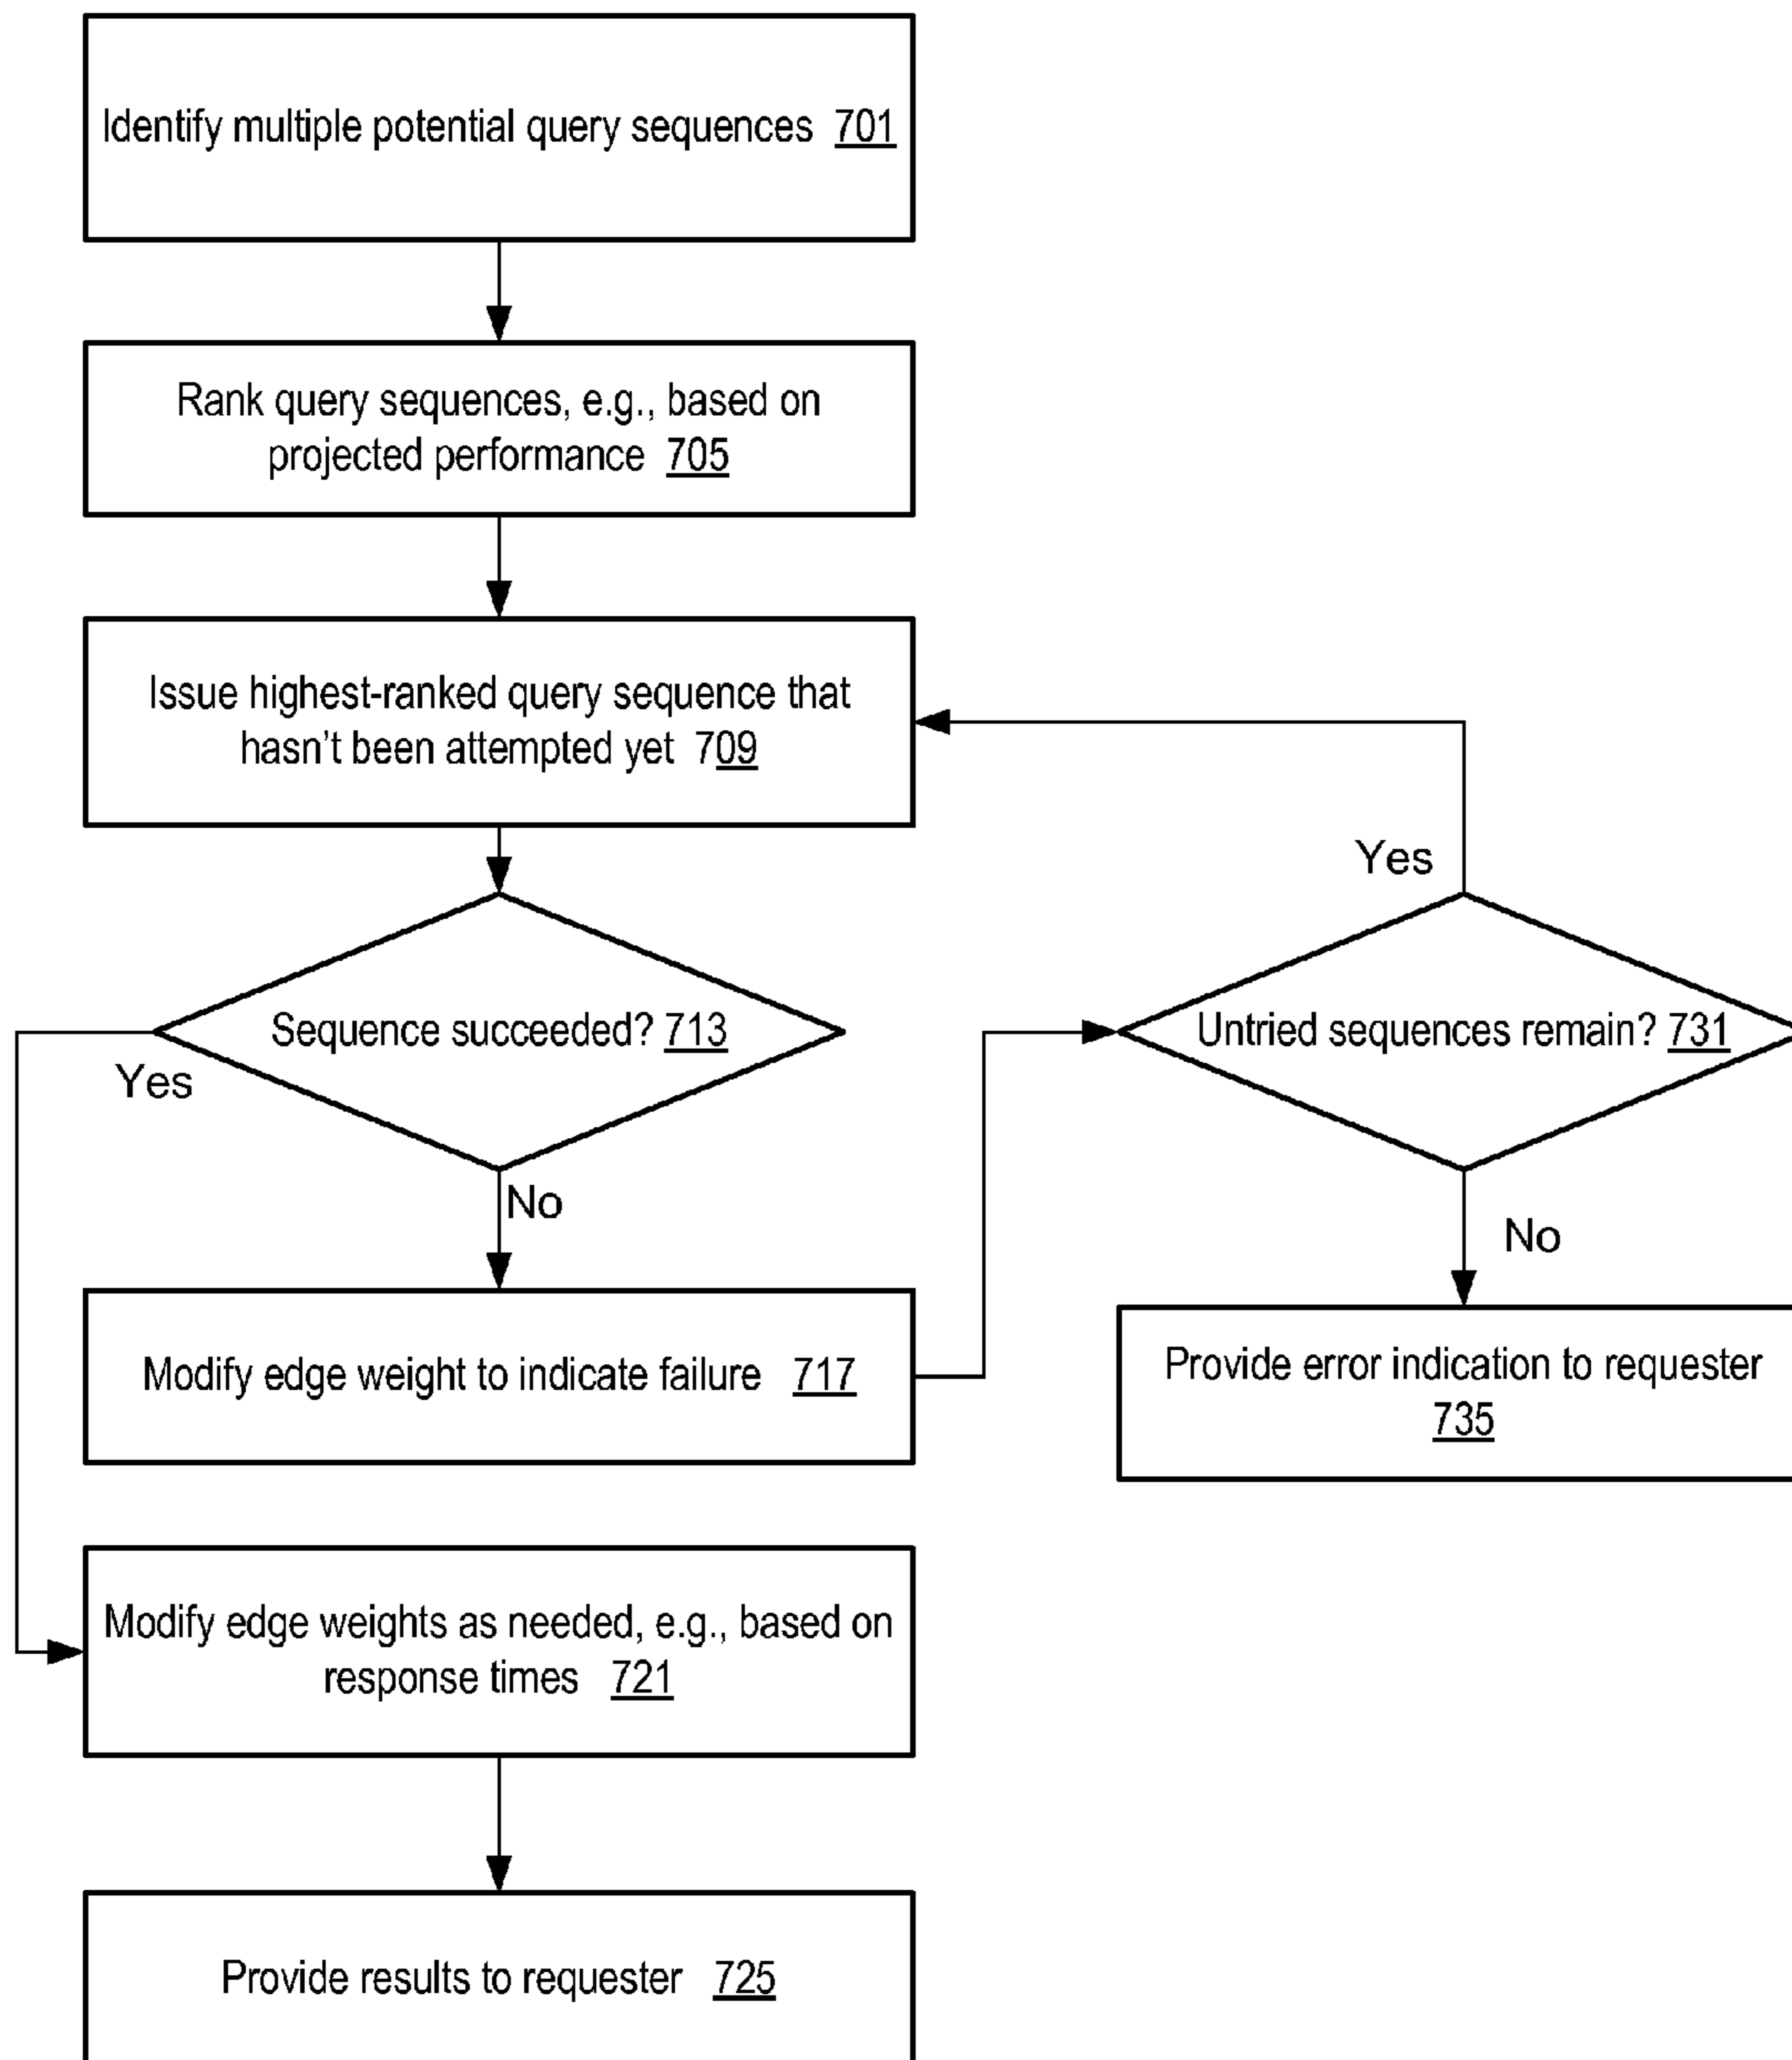 Identify multiple potential query sequences 701
Rank query sequences, e.g., based on
projected performance 705
Issue highest-ranked query sequence that
hasn't been attempted yet 709
Yes
Sequence succeeded? 713
Untried sequences remain? 731
Yes
No
No
Modify edge weight to indicate failure 717
Provide error indication to requester
735
Modify edge weights as needed, e.g., based on
response times 721
Provide results to requester 725